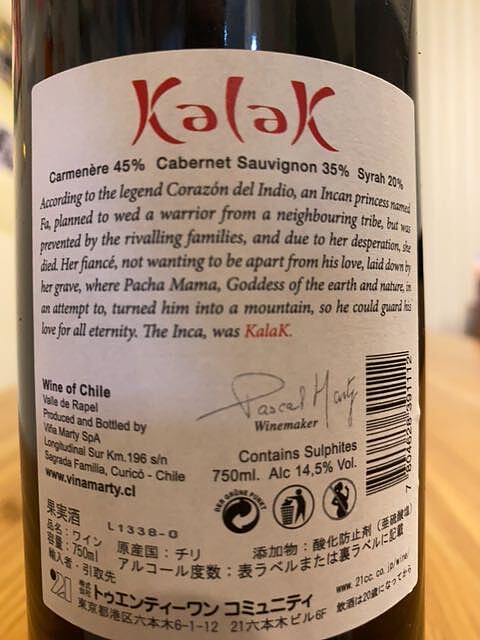 KalaK
Carmenère 45% Cabernet Sauvignon 35% Syrah 20%
According to the legend Corazón del Indio, an Incan princess named
Fa, planned to wed a warrior from a neighbouring tribe, but was
prevented by the rivalling families, and due to her desperation, she
died. Her fiancé, not wanting to be apart from his love, laid down by
her grave, where Pacha Mama, Goddess of the earth and nature, in
an attempt to, turned him into a mountain, so he could guard his
love for all eternity. The Inca, was KalaK.
Wine of Chile
Valle de Rapel
Produced and Bottled by
Viña Marty SpA
Longitudinal Sur Km.196 s/n
Sagrada Familia, Curicó - Chile
www.vinamarty.cl
Pascal Marty
Winemaker
Contains Sulphites
750ml. Alc 14,5% Vol.
7 804628 391112
DER GRÜNE PUNKT
L1338-0
果実酒
品名：ワイン 原産国：チリ 添加物：酸化防止剤（亜硫酸塩）
容量：750ml アルコール度数：表ラベルまたは裏ラベルに記載
輸入者・引取先
21 株式会社 トゥエンティーワン コミュニティ www.21cc.co.jp/wine/
東京都港区六本木6-1-12 21六本木ビル6F 飲酒は20歳になってから